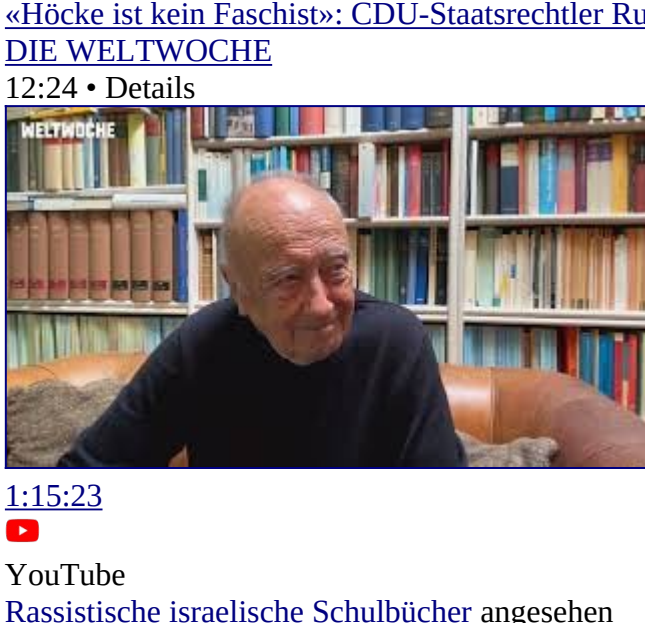 «Höcke ist kein Faschist»: CDU-Staatsrechtler Ru
DIE WELTWOCHE
12:24 • Details
WELTWOCHE
1:15:23
YouTube
Rassistische israelische Schulbücher angesehen